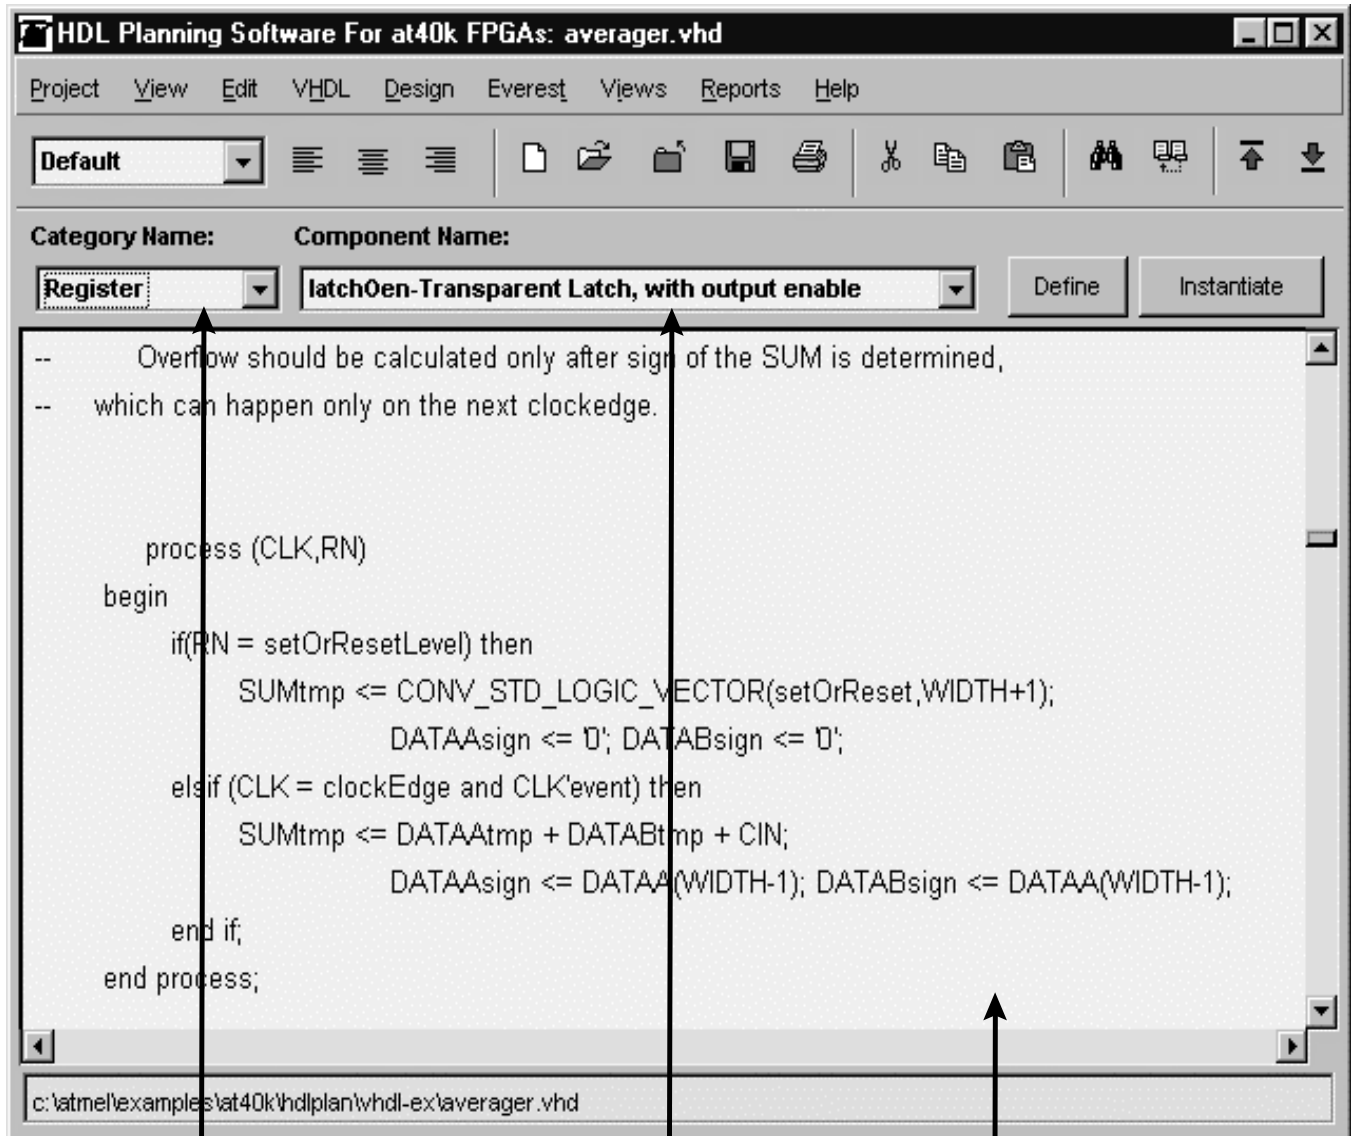 HDL Planning Software For at40k FPGAs: averager.vhd
Project View Edit VHDL Design Everest Views Reports Help
Default
Category Name: Component Name:
Register latchOen-Transparent Latch, with output enable Define Instantiate
-- Overflow should be calculated only after sign of the SUM is determined,
-- which can happen only on the next clockedge.
process (CLK,RN)
begin
if(RN = setOrResetLevel) then
SUMtmp <= CONV_STD_LOGIC_VECTOR(setOrReset,WIDTH+1);
DATAAsign <= '0'; DATABsign <= '0';
elsif (CLK = clockEdge and CLK'event) then
SUMtmp <= DATAAtmp + DATABtmp + CIN;
DATAAsign <= DATAA(WIDTH-1); DATABsign <= DATAA(WIDTH-1);
end if;
end process;
c:\atmel\examples\at40k\hdlplan\vhdl-ex\averager.vhd